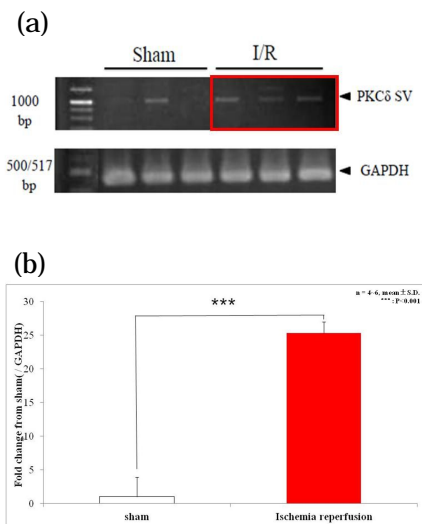 (a)
Sham I/R
1000
bp
◄ PKCδ SV
500/517
bp
◄ GAPDH
(b)
n = 4~6, mean ± S.D.
*** : P<0.001
***
Fold change from sham( / GAPDH)
30
25
20
15
10
5
0
sham Ischemia reperfusion